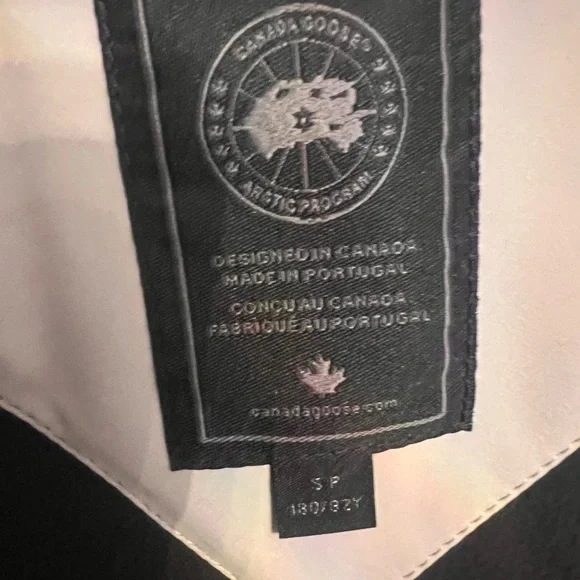 CANADA GOOSE®
ARCTIC PROGRAM
DESIGNED IN CANADA
MADE IN PORTUGAL
CONÇU AU CANADA
FABRIQUÉ AU PORTUGAL
canadagoose.com
S P